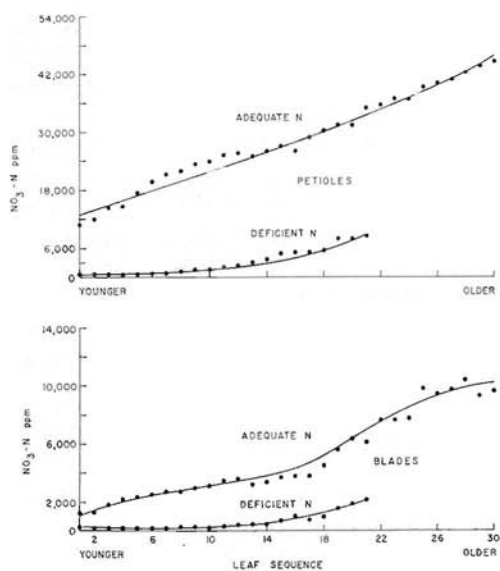 54,000
42,000
ADEQUATE N
30,000
NO3-N ppm
PETIOLES
18,000
DEFICIENT N
6,000
0
YOUNGER OLDER
14,000
10,000
NO3-N ppm
ADEQUATE N
6,000
BLADES
DEFICIENT N
2,000
0
2 6 10 14 18 22 26 30
YOUNGER LEAF SEQUENCE OLDER